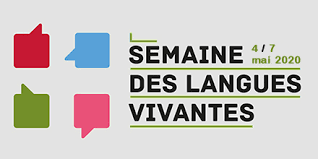 SEMAINE
4 / 7
mai 2020
DES LANGUES
VIVANTES